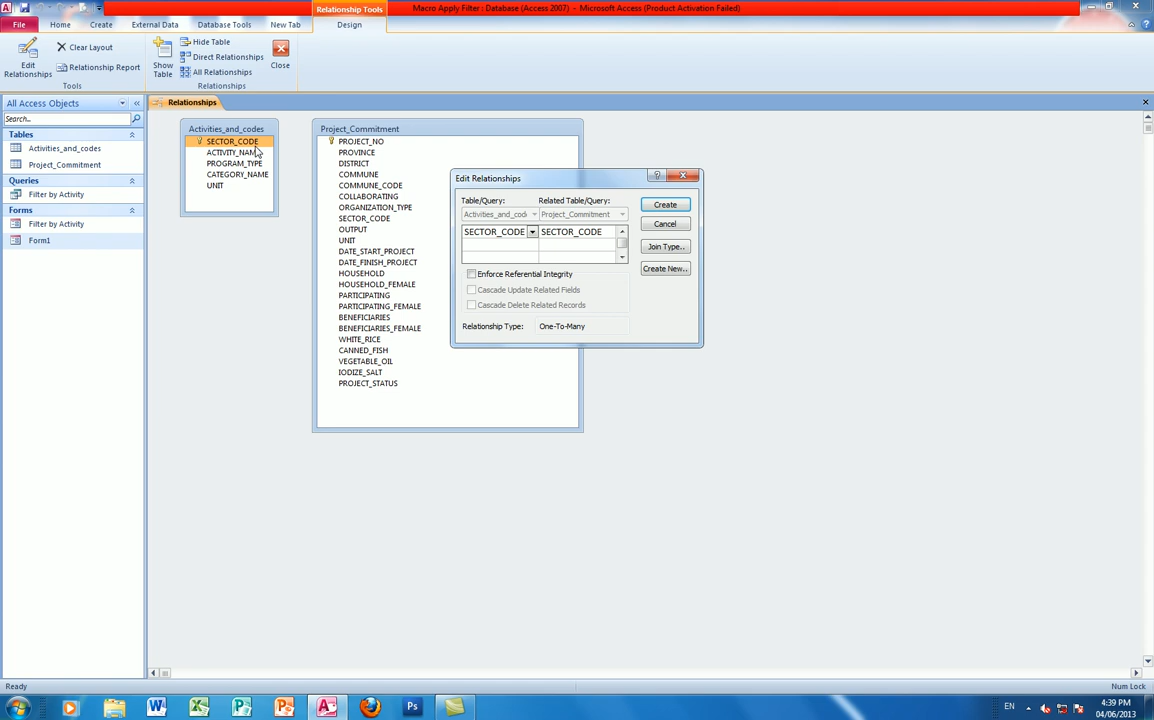 Relationship Tools
Macro Apply Filter : Database (Access 2007) - Microsoft Access (Product Activation Failed)
File Home Create External Data Database Tools New Tab Design
Edit Relationships
Clear Layout
Relationship Report
Tools
Show Table
Hide Table
Direct Relationships
All Relationships
Relationships
Close
All Access Objects
Search...
Tables
Activities_and_codes
Project_Commitment
Queries
Filter by Activity
Forms
Filter by Activity
Form1
Relationships
Activities_and_codes
SECTOR_CODE
ACTIVITY_NAME
PROGRAM_TYPE
CATEGORY_NAME
UNIT
Project_Commitment
PROJECT_NO
PROVINCE
DISTRICT
COMMUNE
COMMUNE_CODE
COLLABORATING
ORGANIZATION_TYPE
SECTOR_CODE
OUTPUT
UNIT
DATE_START_PROJECT
DATE_FINISH_PROJECT
HOUSEHOLD
HOUSEHOLD_FEMALE
PARTICIPATING
PARTICIPATING_FEMALE
BENEFICIARIES
BENEFICIARIES_FEMALE
WHITE_RICE
CANNED_FISH
VEGETABLE_OIL
IODIZE_SALT
PROJECT_STATUS
Edit Relationships
Table/Query: Related Table/Query:
Activities_and_cod Project_Commitment
SECTOR_CODE SECTOR_CODE
Enforce Referential Integrity
Cascade Update Related Fields
Cascade Delete Related Records
Relationship Type: One-To-Many
Create
Cancel
Join Type..
Create New..
Ready
Num Lock
EN
4:39 PM
04/06/2013